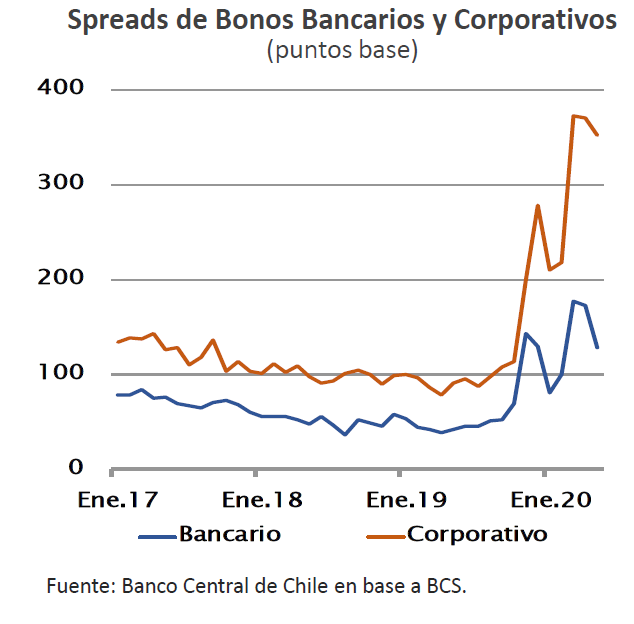 Spreads de Bonos Bancarios y Corporativos
(puntos base)
400
300
200
100
0
Ene.17 Ene.18 Ene.19 Ene.20
Bancario Corporativo
Fuente: Banco Central de Chile en base a BCS.